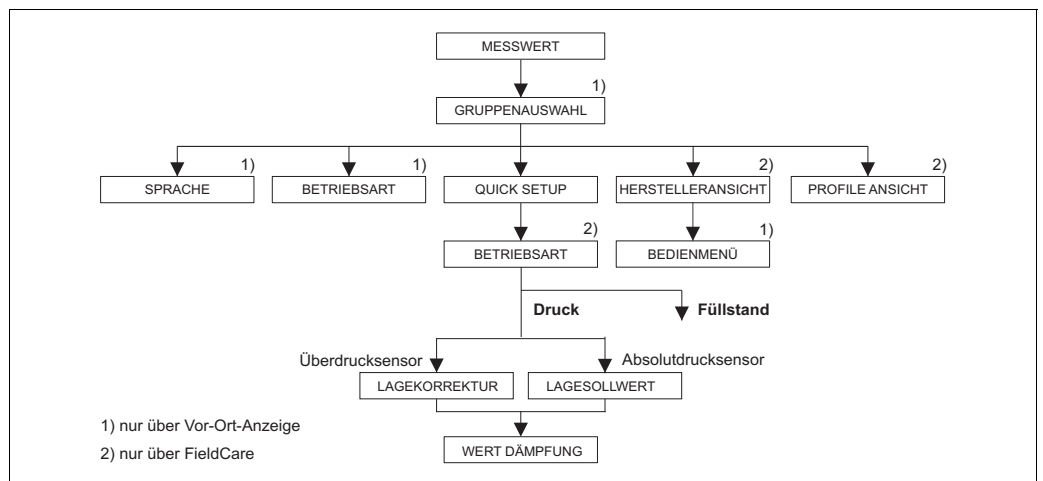 MESSWERT
1)
GRUPPENAUSWAHL
1)
1)
2)
2)
SPRACHE
BETRIEBSART
QUICK SETUP
HERSTELLERANSICHT
PROFILE ANSICHT
2)
1)
BETRIEBSART
BEDIENMENÜ
Druck
Füllstand
Überdrucksensor
Absolutdrucksensor
LAGEKORREKTUR
LAGESOLLWERT
1) nur über Vor-Ort-Anzeige
2) nur über FieldCare
WERT DÄMPFUNG